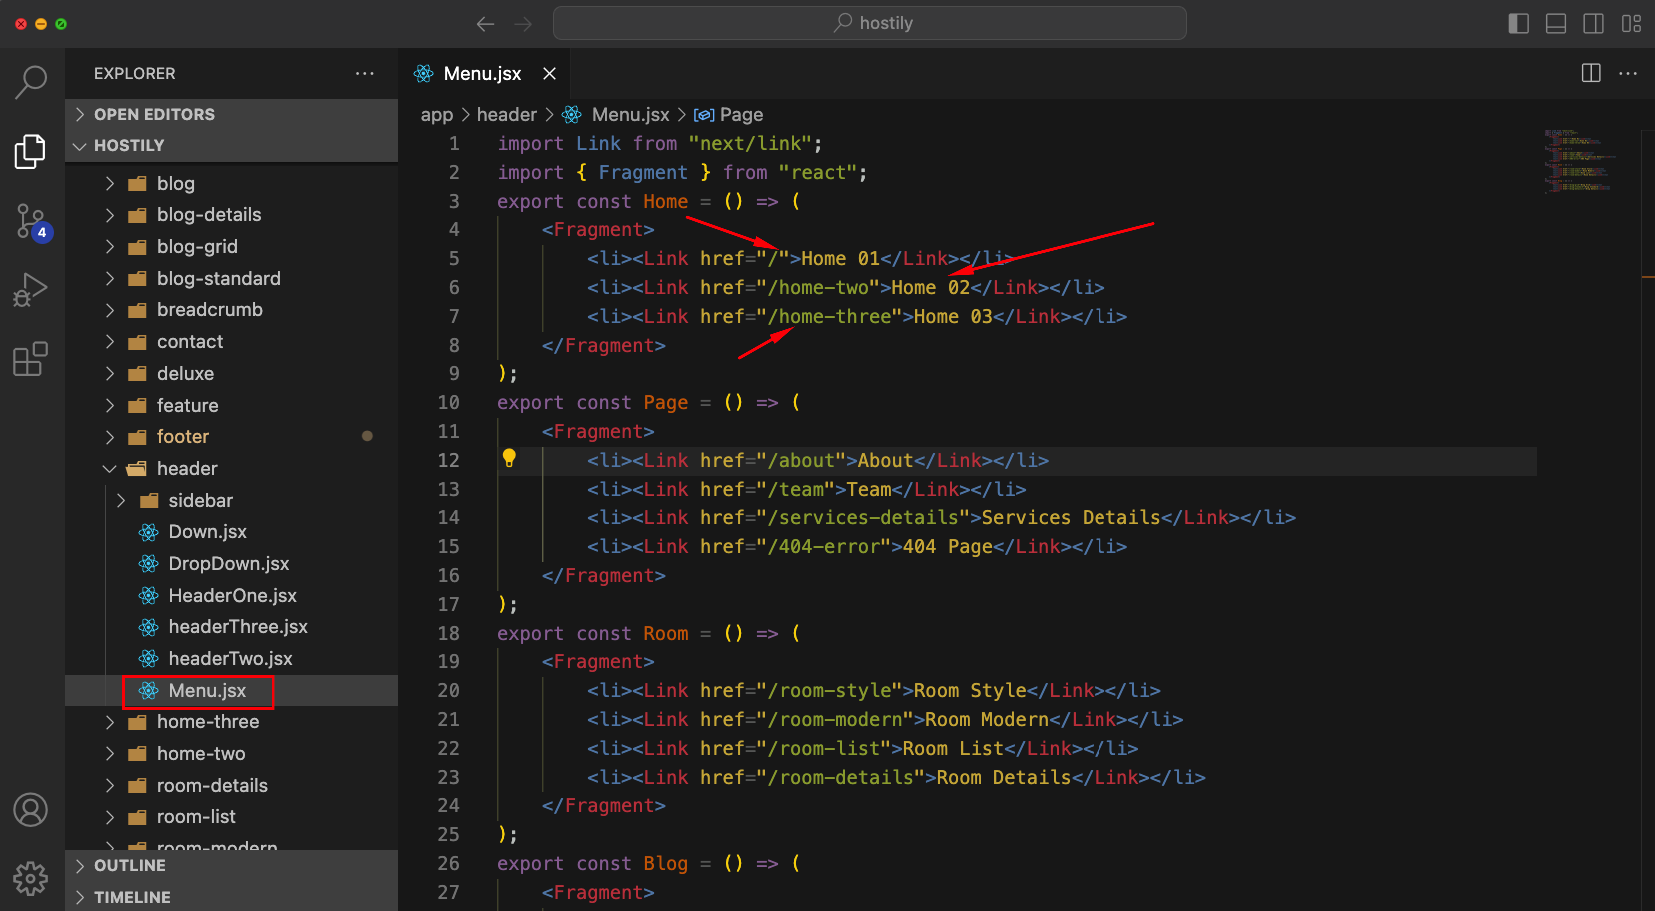 hostily
EXPLORER
OPEN EDITORS
HOSTILY
blog
blog-details
blog-grid
blog-standard
breadcrumb
contact
deluxe
feature
footer
header
sidebar
Down.jsx
DropDown.jsx
HeaderOne.jsx
headerThree.jsx
headerTwo.jsx
Menu.jsx
home-three
home-two
room-details
room-list
room-modern
OUTLINE
TIMELINE
4
Menu.jsx
app > header > Menu.jsx > Page
1 import Link from "next/link";
2 import { Fragment } from "react";
3 export const Home = () => (
4 <Fragment>
5 <li><Link href="/">Home 01</Link></li>
6 <li><Link href="/home-two">Home 02</Link></li>
7 <li><Link href="/home-three">Home 03</Link></li>
8 </Fragment>
9 );
10 export const Page = () => (
11 <Fragment>
12 <li><Link href="/about">About</Link></li>
13 <li><Link href="/team">Team</Link></li>
14 <li><Link href="/services-details">Services Details</Link></li>
15 <li><Link href="/404-error">404 Page</Link></li>
16 </Fragment>
17 );
18 export const Room = () => (
19 <Fragment>
20 <li><Link href="/room-style">Room Style</Link></li>
21 <li><Link href="/room-modern">Room Modern</Link></li>
22 <li><Link href="/room-list">Room List</Link></li>
23 <li><Link href="/room-details">Room Details</Link></li>
24 </Fragment>
25 );
26 export const Blog = () => (
27 <Fragment>